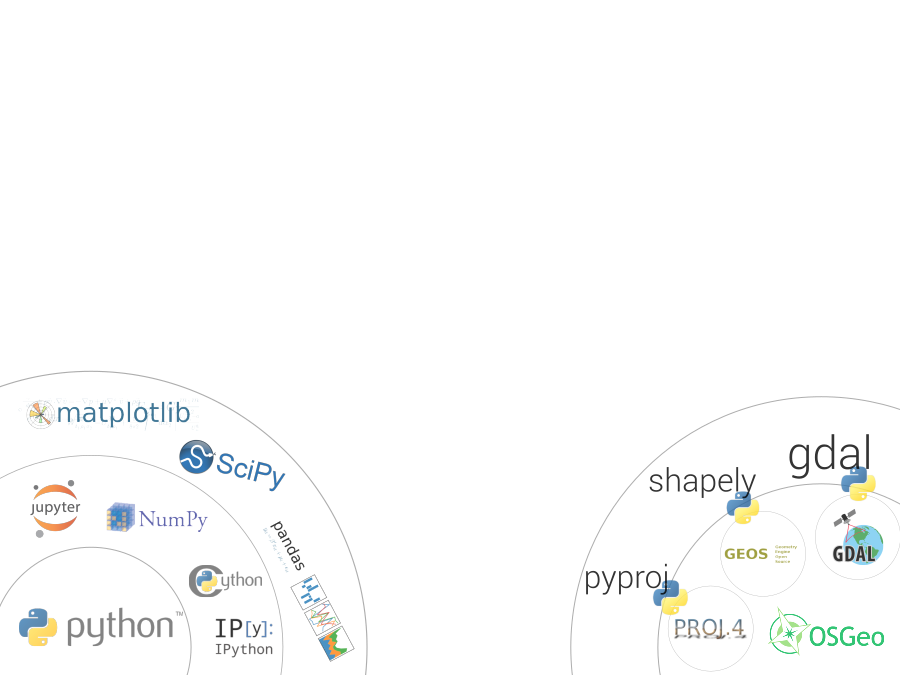 matplotlib
SciPy
jupyter
NumPy
pandas
Cython
python™
IP[y]:
IPython
gdal
shapely
GDAL
GEOS
Geometry
Engine
Open
Source
pyproj
PROJ.4
OSGeo